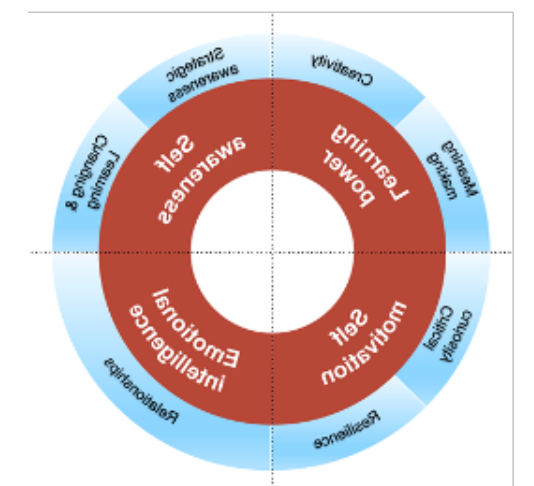 Strategic
awareness
Creativity
Changing &
Learning
Meaning
making
Self
awareness
Learning
power
Emotional
intelligence
Self
motivation
Critical
curiosity
Relationships
Resilience